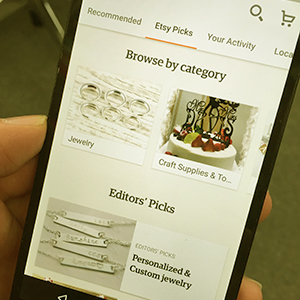 Recommended Etsy Picks Your Activity Loca
Browse by category
Jewelry
Craft Supplies & To...
Editors' Picks
EDITORS' PICKS
Personalized &
Custom jewelry